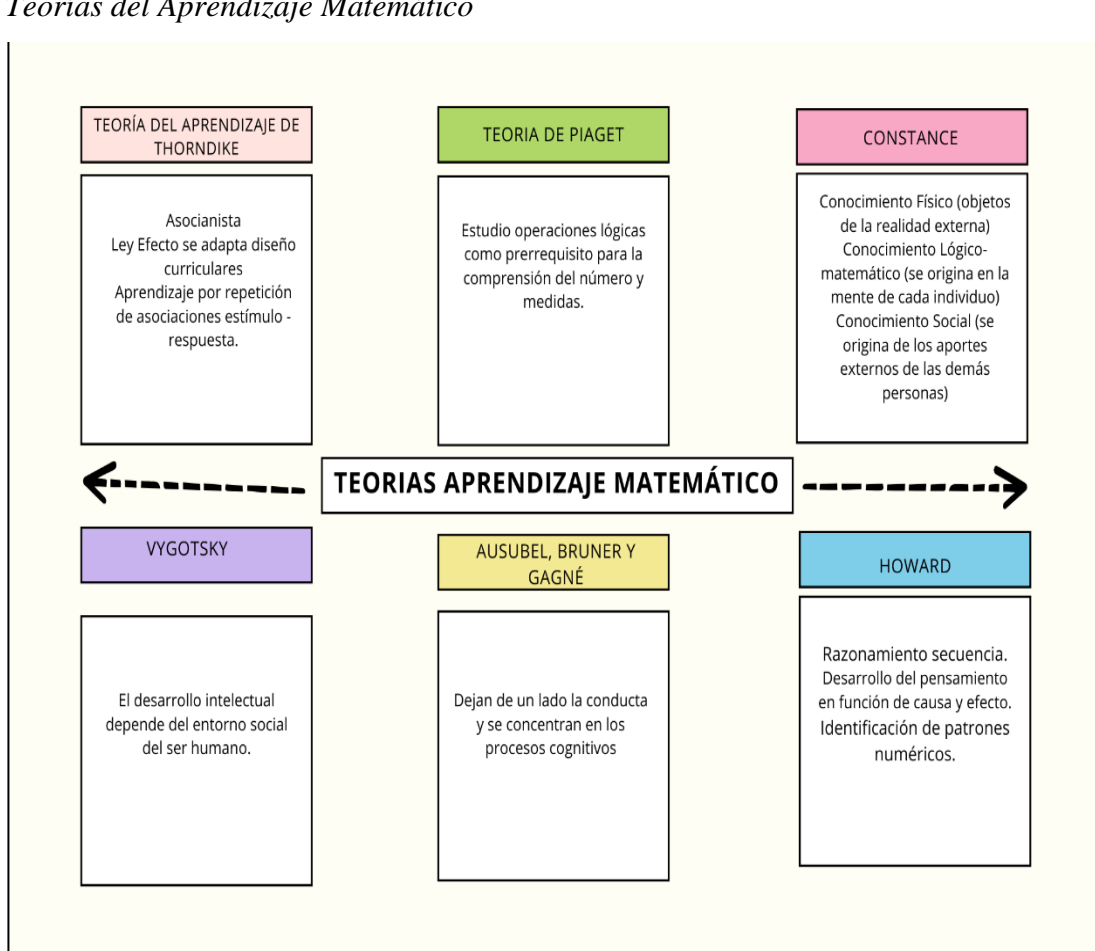 Teorías del Aprendizaje Matemático
TEORÍA DEL APRENDIZAJE DE
THORNDIKE
Asocianista
Ley Efecto se adapta diseño
curriculares
Aprendizaje por repetición
de asociaciones estímulo -
respuesta.
TEORIA DE PIAGET
Estudio operaciones lógicas
como prerrequisito para la
comprensión del número y
medidas.
CONSTANCE
Conocimiento Físico (objetos
de la realidad externa)
Conocimiento Lógico-
matemático (se origina en la
mente de cada individuo)
Conocimiento Social (se
origina de los aportes
externos de las demás
personas)
TEORIAS APRENDIZAJE MATEMÁTICO
VYGOTSKY
El desarrollo intelectual
depende del entorno social
del ser humano.
AUSUBEL, BRUNER Y
GAGNÉ
Dejan de un lado la conducta
y se concentran en los
procesos cognitivos
HOWARD
Razonamiento secuencia.
Desarrollo del pensamiento
en función de causa y efecto.
Identificación de patrones
numéricos.